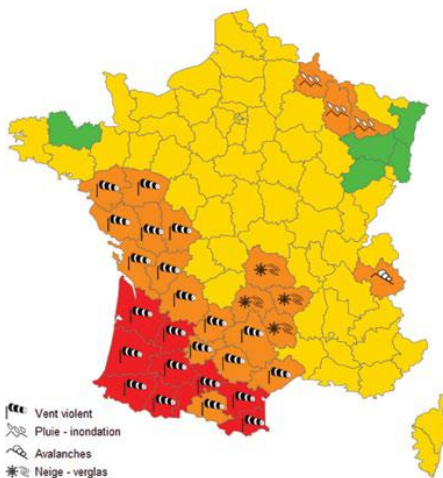 Vent violent
Pluie - inondation
Avalanches
Neige - verglas